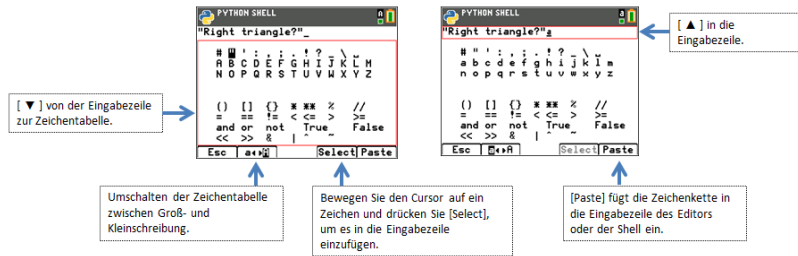 PYTHON SHELL
"Right triangle?"_
# " ' : , ; . ! ? _ \ ␣
A B C D E F G H I J K L M
N O P Q R S T U V W X Y Z
() [] {} * ** % //
= == != < <= > >=
and or not True False
<< >> & | ^ ~
Esc a◂▸A Select Paste
PYTHON SHELL
"Right triangle?"a
# " ' : , ; . ! ? _ \ ␣
a b c d e f g h i j k l m
n o p q r s t u v w x y z
() [] {} * ** % //
= == != < <= > >=
and or not True False
<< >> & | ^ ~
Esc a◂▸A Select Paste
[ ▲ ] in die
Eingabezeile.
[ ▼ ] von der Eingabezeile
zur Zeichentabelle.
Umschalten der Zeichentabelle
zwischen Groß- und
Kleinschreibung.
Bewegen Sie den Cursor auf ein
Zeichen und drücken Sie [Select],
um es in die Eingabezeile
einzufügen.
[Paste] fügt die Zeichenkette in
die Eingabezeile des Editors
oder der Shell ein.